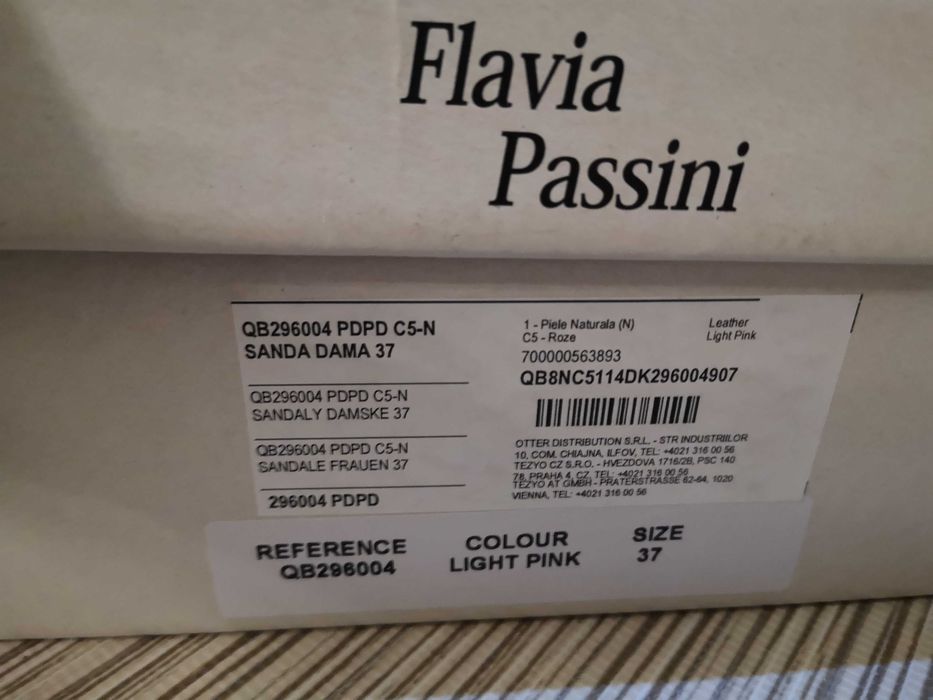 Flavia
Passini
QB296004 PDPD C5-N
SANDA DAMA 37
QB296004 PDPD C5-N
SANDALY DAMSKE 37
QB296004 PDPD C5-N
SANDALE FRAUEN 37
296004 PDPD
1 - Piele Naturala (N) Leather
C5 - Roze Light Pink
700000563893
QB8NC5114DK296004907
OTTER DISTRIBUTION S.R.L. - STR INDUSTRIILOR
10, COM. CHIAJNA, ILFOV, TEL: +4021 316 00 56
TEZYO CZ S.R.O. - HVEZDOVA 1716/2B, PSC 140
78, PRAHA 4, CZ, TEL: +4021 316 00 56
TEZYO AT GMBH - PRATERSTRASSE 62-64, 1020
VIENNA, TEL: +4021 316 00 56
REFERENCE COLOUR SIZE
QB296004 LIGHT PINK 37